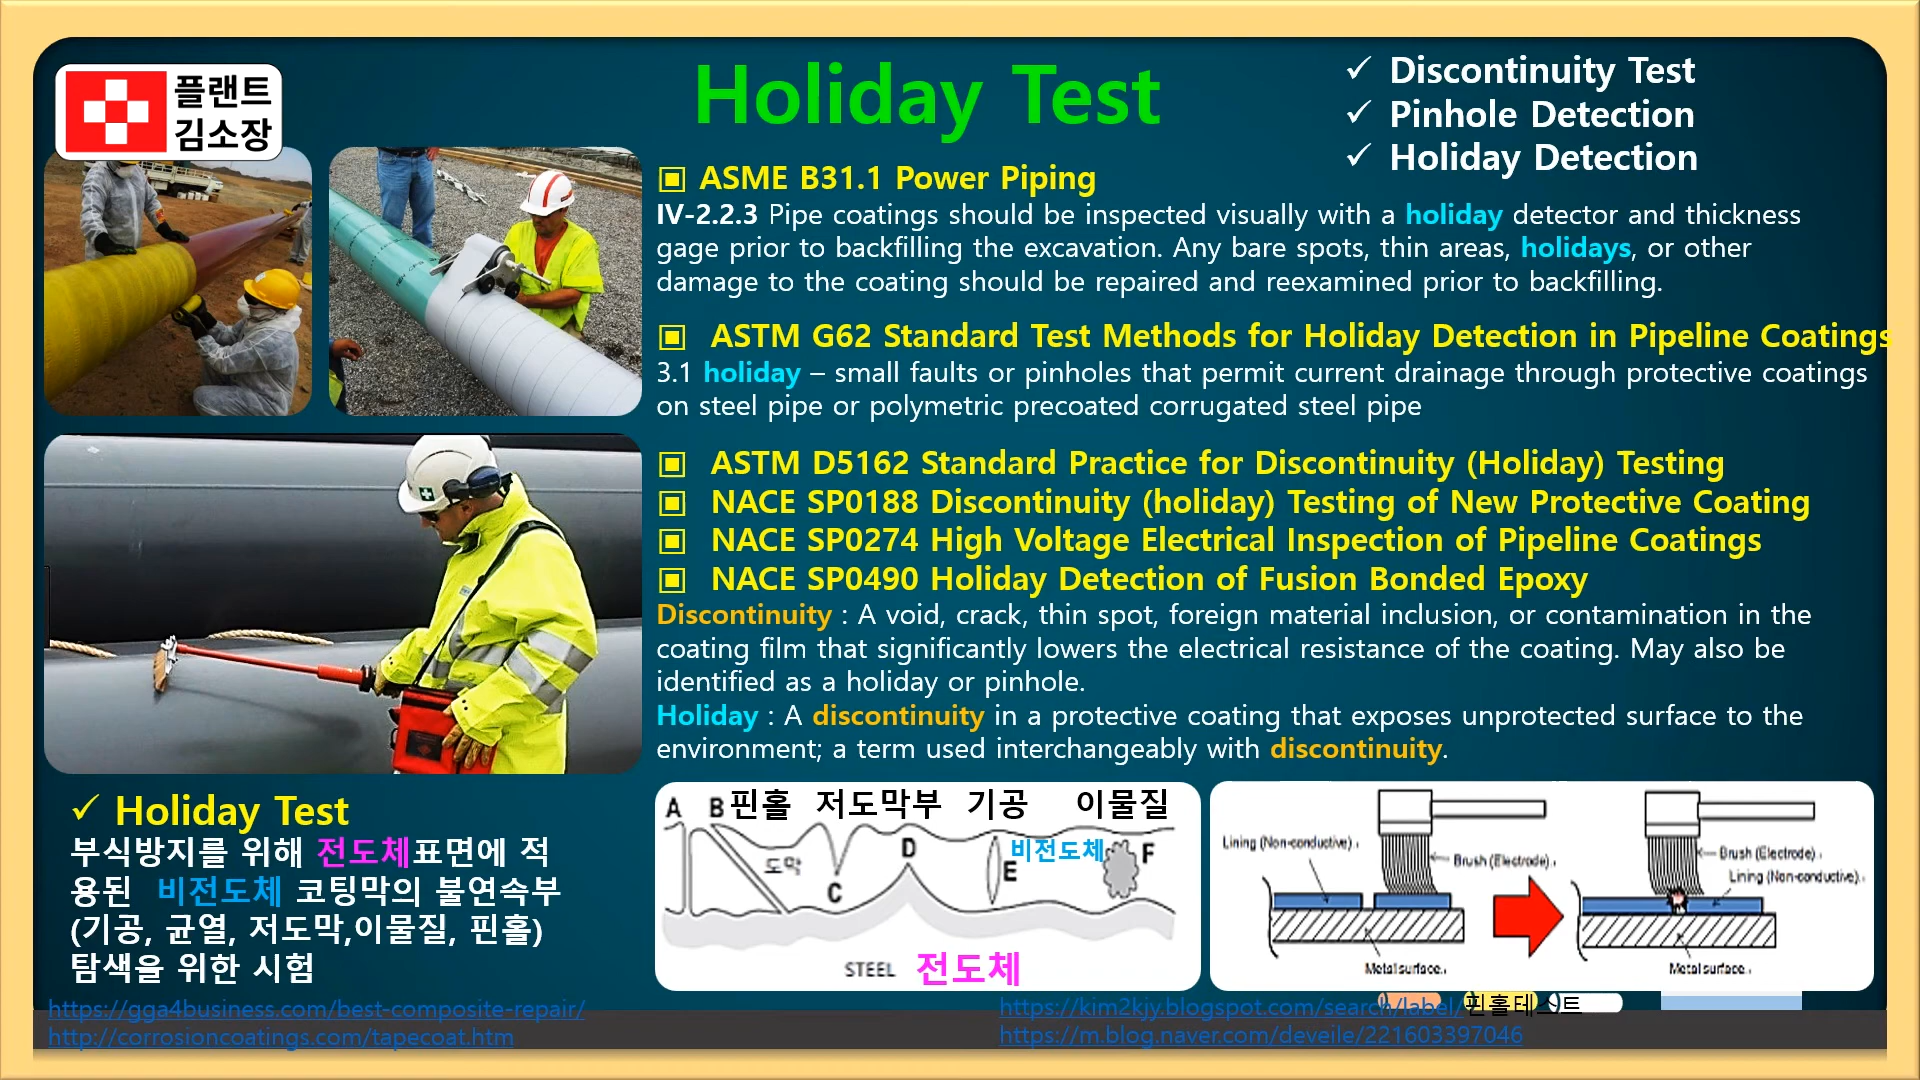 플랜트
김소장
Holiday Test
✓ Discontinuity Test
✓ Pinhole Detection
✓ Holiday Detection
▣ ASME B31.1 Power Piping
IV-2.2.3 Pipe coatings should be inspected visually with a holiday detector and thickness
gage prior to backfilling the excavation. Any bare spots, thin areas, holidays, or other
damage to the coating should be repaired and reexamined prior to backfilling.
▣ ASTM G62 Standard Test Methods for Holiday Detection in Pipeline Coatings
3.1 holiday – small faults or pinholes that permit current drainage through protective coatings
on steel pipe or polymetric precoated corrugated steel pipe
▣ ASTM D5162 Standard Practice for Discontinuity (Holiday) Testing
▣ NACE SP0188 Discontinuity (holiday) Testing of New Protective Coating
▣ NACE SP0274 High Voltage Electrical Inspection of Pipeline Coatings
▣ NACE SP0490 Holiday Detection of Fusion Bonded Epoxy
Discontinuity : A void, crack, thin spot, foreign material inclusion, or contamination in the
coating film that significantly lowers the electrical resistance of the coating. May also be
identified as a holiday or pinhole.
Holiday : A discontinuity in a protective coating that exposes unprotected surface to the
environment; a term used interchangeably with discontinuity.
✓ Holiday Test
부식방지를 위해 전도체표면에 적
용된 비전도체 코팅막의 불연속부
(기공, 균열, 저도막,이물질, 핀홀)
탐색을 위한 시험
A B 핀홀 저도막부 기공 이물질
도막 C D E 비전도체 F
STEEL 전도체
Lining (Non-conductive).
Brush (Electrode).
Metal surface.
Brush (Electrode).
Lining (Non-conductive).
Metal surface.
https://gga4business.com/best-composite-repair/
http://corrosioncoatings.com/tapecoat.htm
https://kim2kjy.blogspot.com/search/label/핀홀테스트
https://m.blog.naver.com/deveile/221603397046